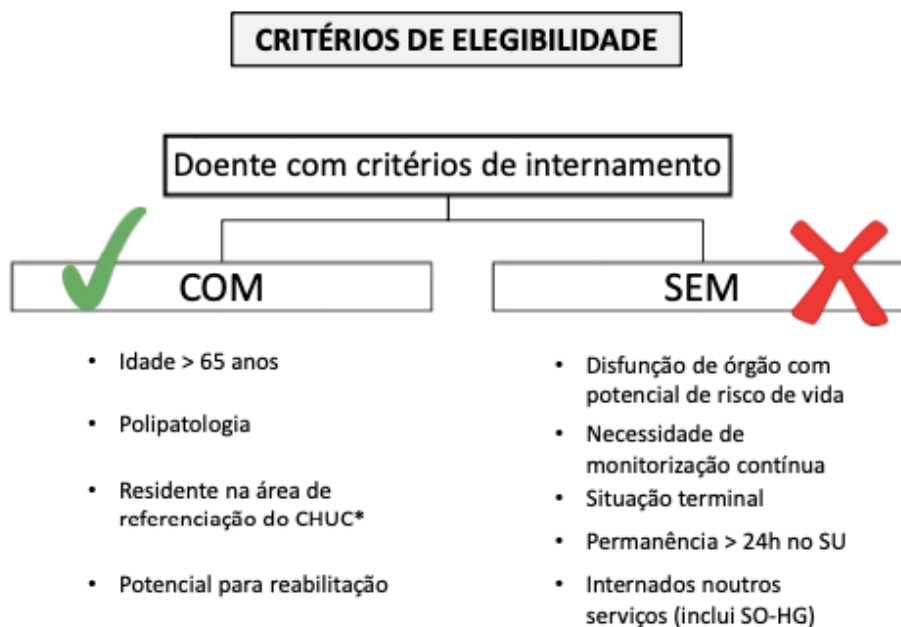 CRITÉRIOS DE ELEGIBILIDADE
Doente com critérios de internamento
COM
• Idade > 65 anos
• Polipatologia
• Residente na área de
referenciação do CHUC*
• Potencial para reabilitação
SEM
• Disfunção de órgão com
potencial de risco de vida
• Necessidade de
monitorização contínua
• Situação terminal
• Permanência > 24h no SU
• Internados noutros
serviços (inclui SO-HG)